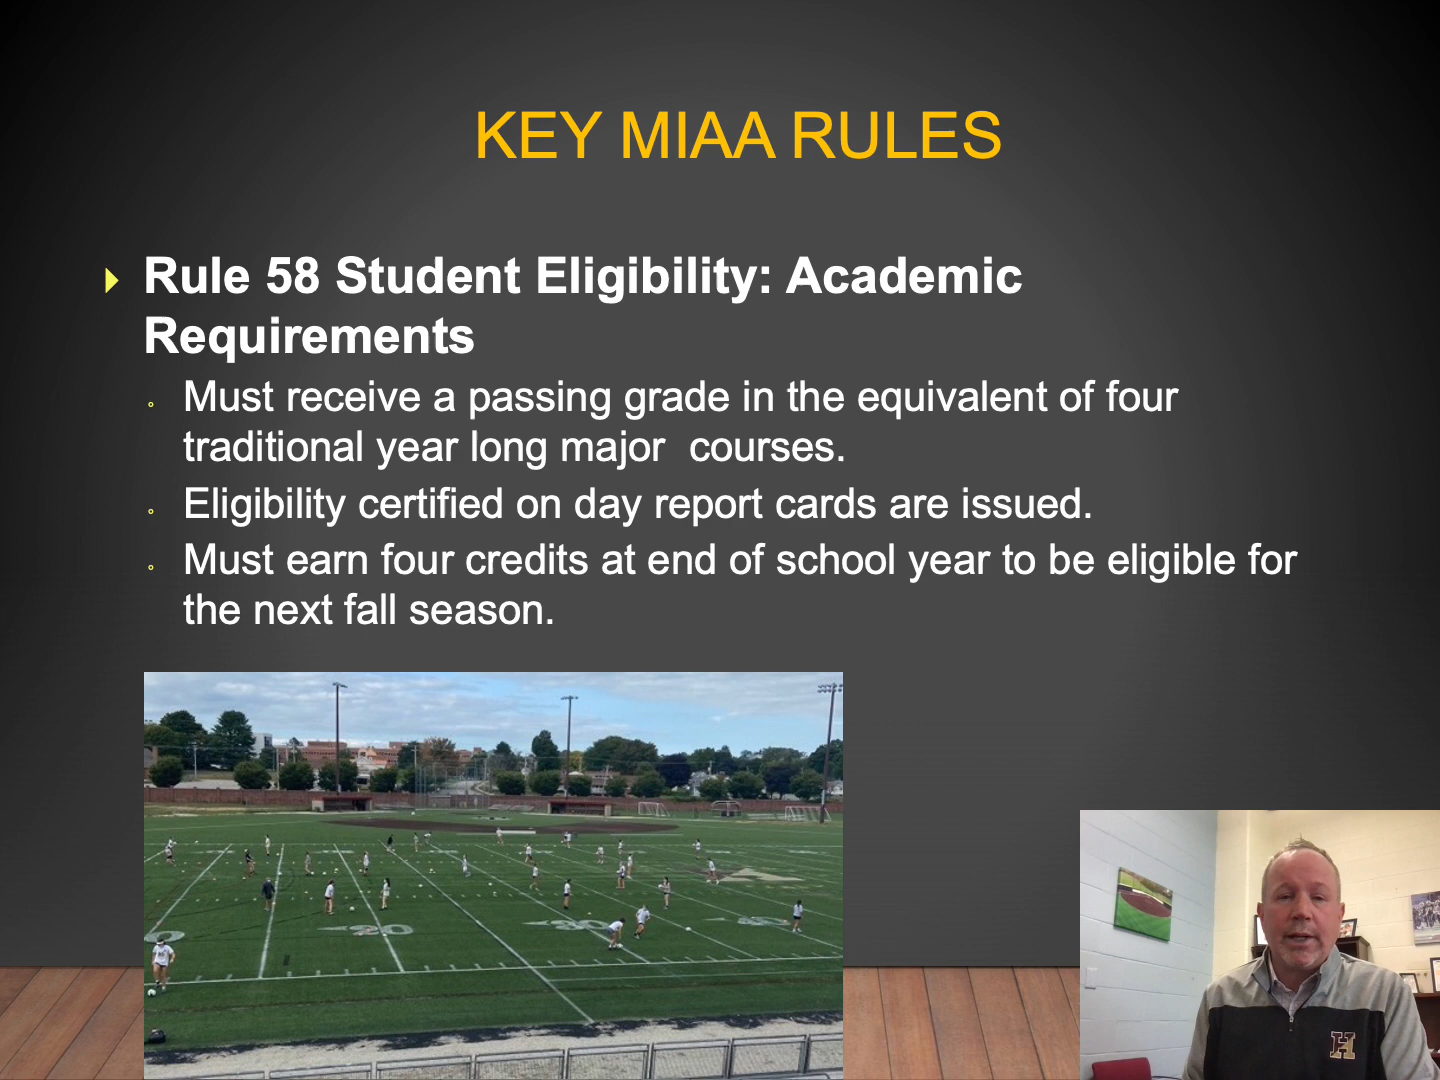 KEY MIAA RULES
Rule 58 Student Eligibility: Academic
Requirements
Must receive a passing grade in the equivalent of four
traditional year long major  courses.
Eligibility certified on day report cards are issued.
Must earn four credits at end of school year to be eligible for
the next fall season.
H